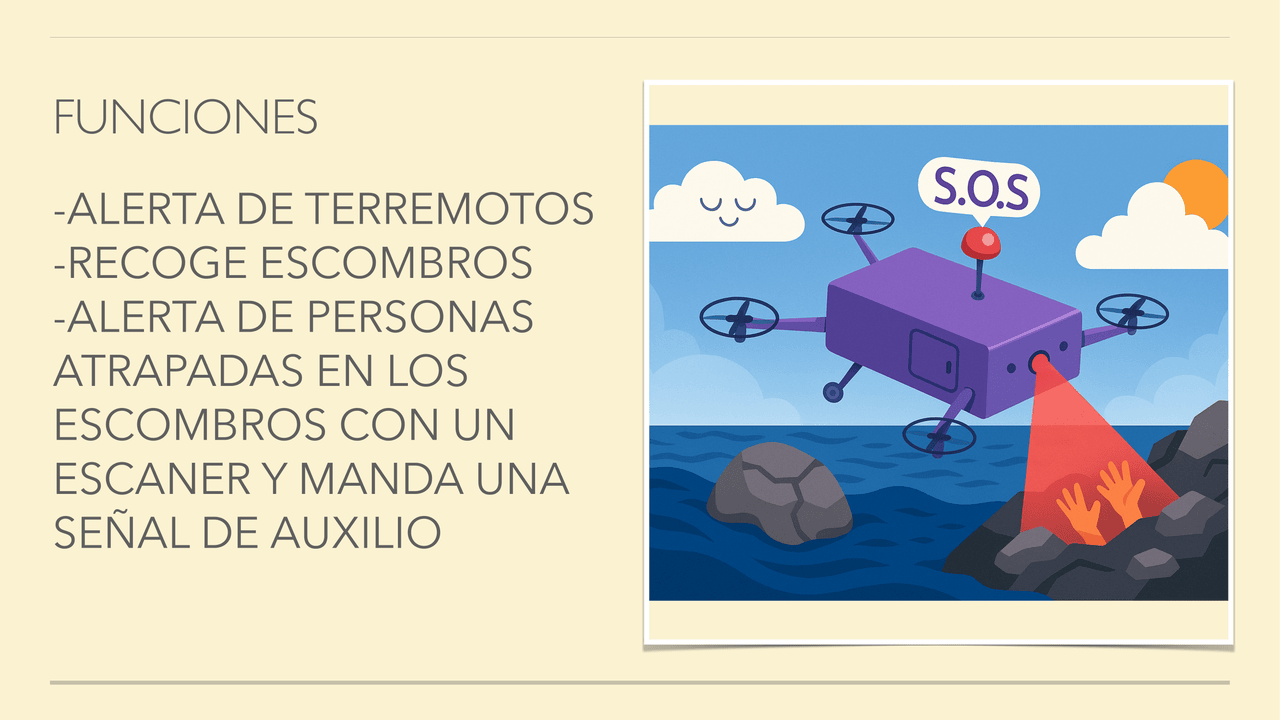 FUNCIONES
-ALERTA DE TERREMOTOS
-RECOGE ESCOMBROS
-ALERTA DE PERSONAS
ATRAPADAS EN LOS
ESCOMBROS CON UN
ESCANER Y MANDA UNA
SEÑAL DE AUXILIO
S.O.S